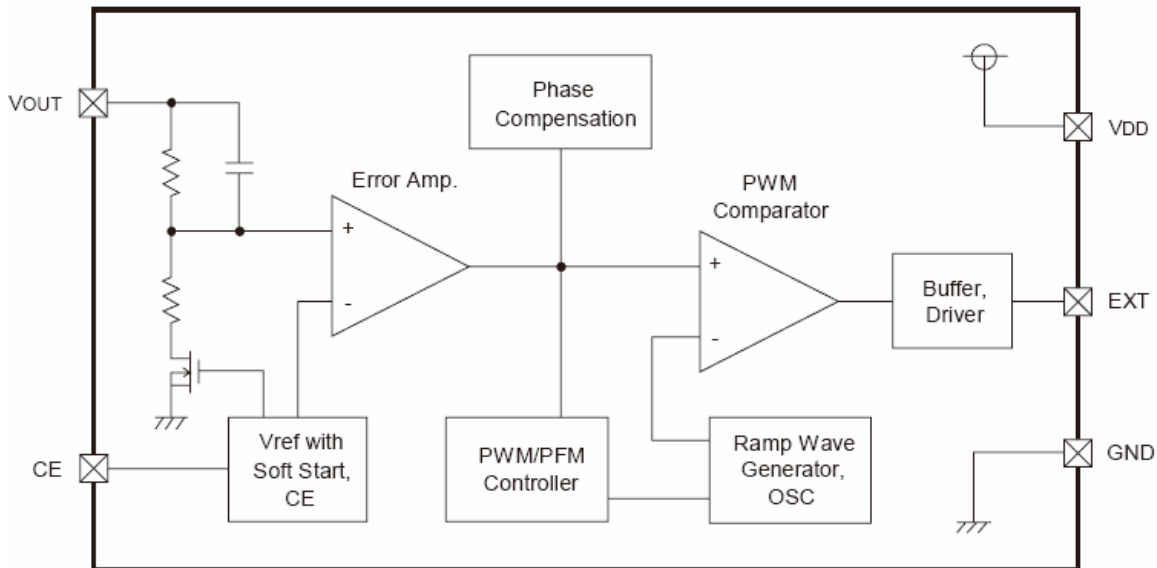 Phase
Compensation
VOUT
VDD
Error Amp.
PWM
Comparator
+
-
+
-
Buffer,
Driver
EXT
Vref with
Soft Start,
CE
PWM/PFM
Controller
Ramp Wave
Generator,
OSC
CE
GND